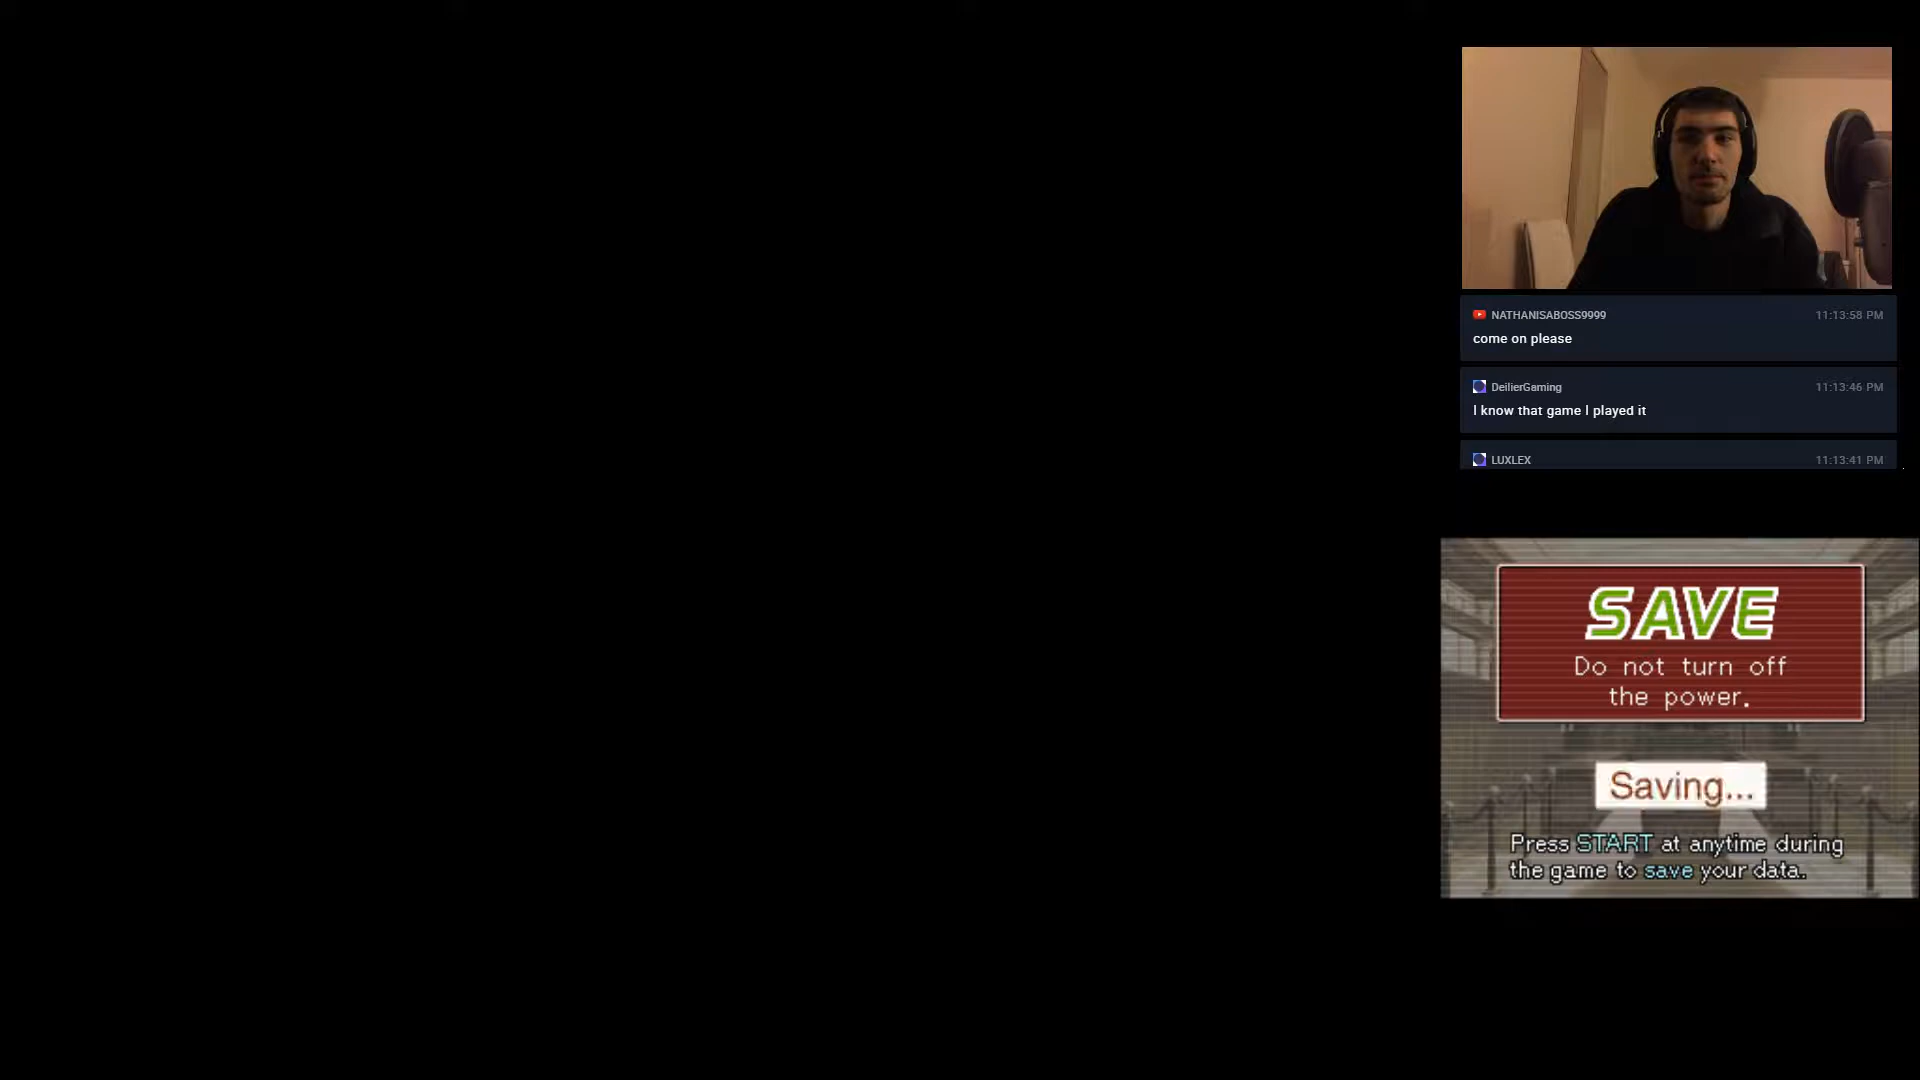 NATHANISABOSS9999 11:13:58 PM
come on please
DeilierGaming 11:13:46 PM
I know that game I played it
LUXLEX 11:13:41 PM
SAVE
Do not turn off
the power.
Saving...
Press START at anytime during
the game to save your data.